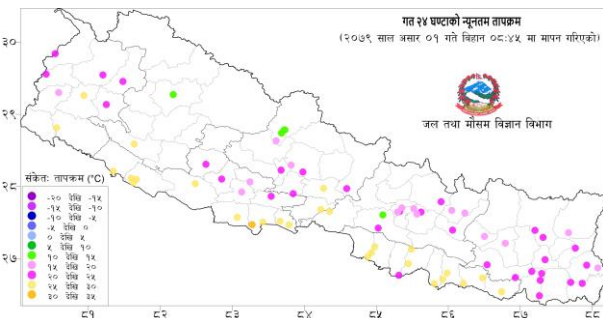 गत २४ घण्टाको न्यूनतम तापक्रम
(२०७९ साल असार ०१ गते बिहान ०८:४५ मा मापन गरिएको)
जल तथा मौसम विज्ञान विभाग
३०
२९
२८
२७
संकेत: तापक्रम (°C)
-२० देखि -१५
-१५ देखि -१०
-१० देखि -५
-५ देखि ०
० देखि ५
५ देखि १०
१० देखि १५
१५ देखि २०
२० देखि २५
२५ देखि ३०
३० देखि ३५
८१ ८२ ८३ ८४ ८५ ८६ ८७ ८८